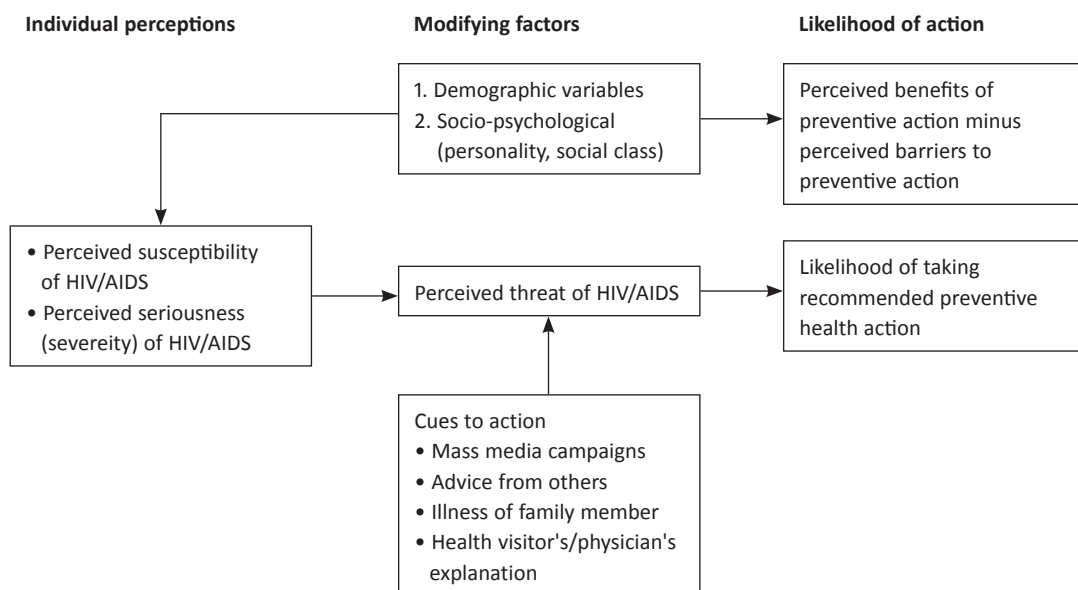 Individual perceptions
Modifying factors
Likelihood of action
1. Demographic variables
2. Socio-psychological
(personality, social class)
Perceived benefits of
preventive action minus
perceived barriers to
preventive action
• Perceived susceptibility
of HIV/AIDS
• Perceived seriousness
(severeity) of HIV/AIDS
Perceived threat of HIV/AIDS
Likelihood of taking
recommended preventive
health action
Cues to action
• Mass media campaigns
• Advice from others
• Illness of family member
• Health visitor's/physician's
explanation